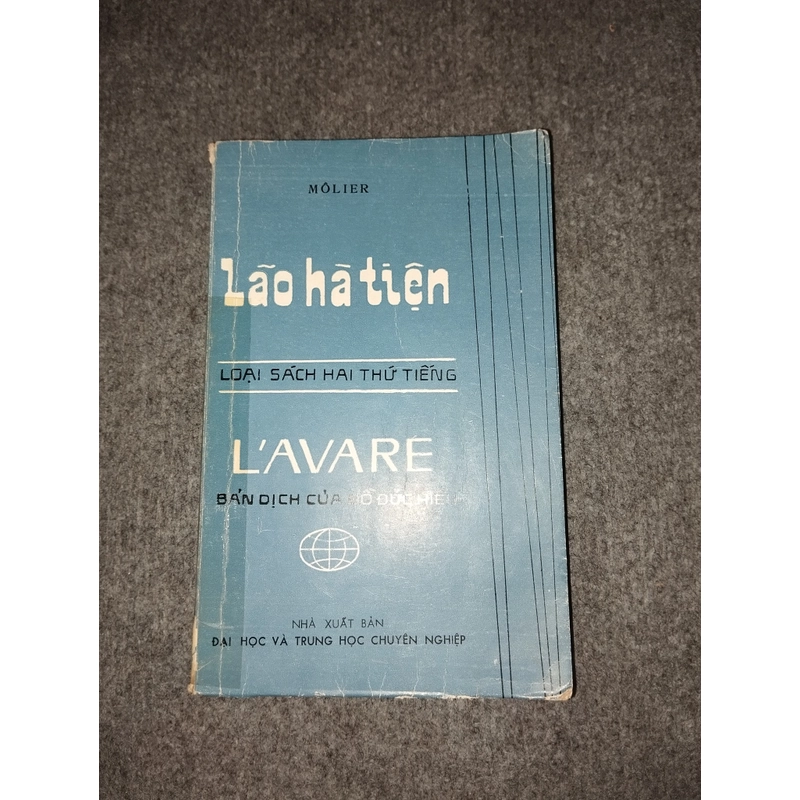 MÔLIER
Lão hà tiện
LOẠI SÁCH HAI THỨ TIẾNG
L'AVARE
BẢN DỊCH CỦA ĐỨC
NHÀ XUẤT BẢN
ĐẠI HỌC VÀ TRUNG HỌC CHUYÊN NGHIỆP